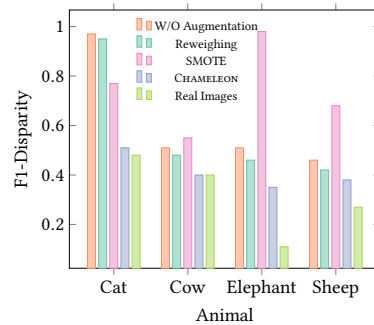 W/O Augmentation
Reweighing
SMOTE
CHAMELEON
Real Images
1
0.8
0.6
0.4
0.2
F1-Disparity
Cat Cow Elephant Sheep
Animal